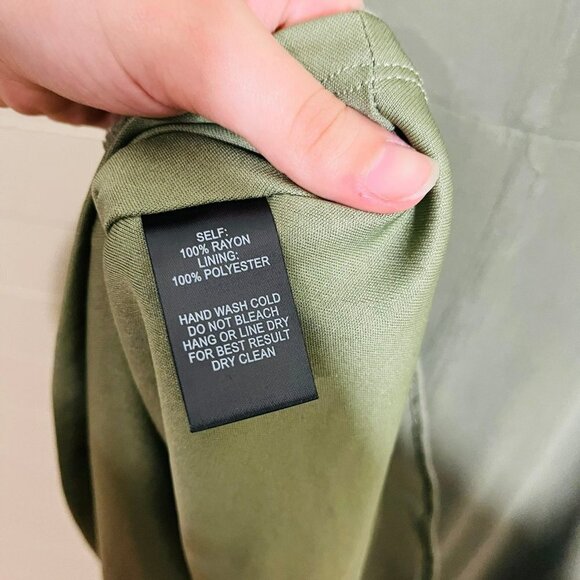 SELF:
100% RAYON
LINING:
100% POLYESTER
HAND WASH COLD
DO NOT BLEACH
HANG OR LINE DRY
FOR BEST RESULT
DRY CLEAN